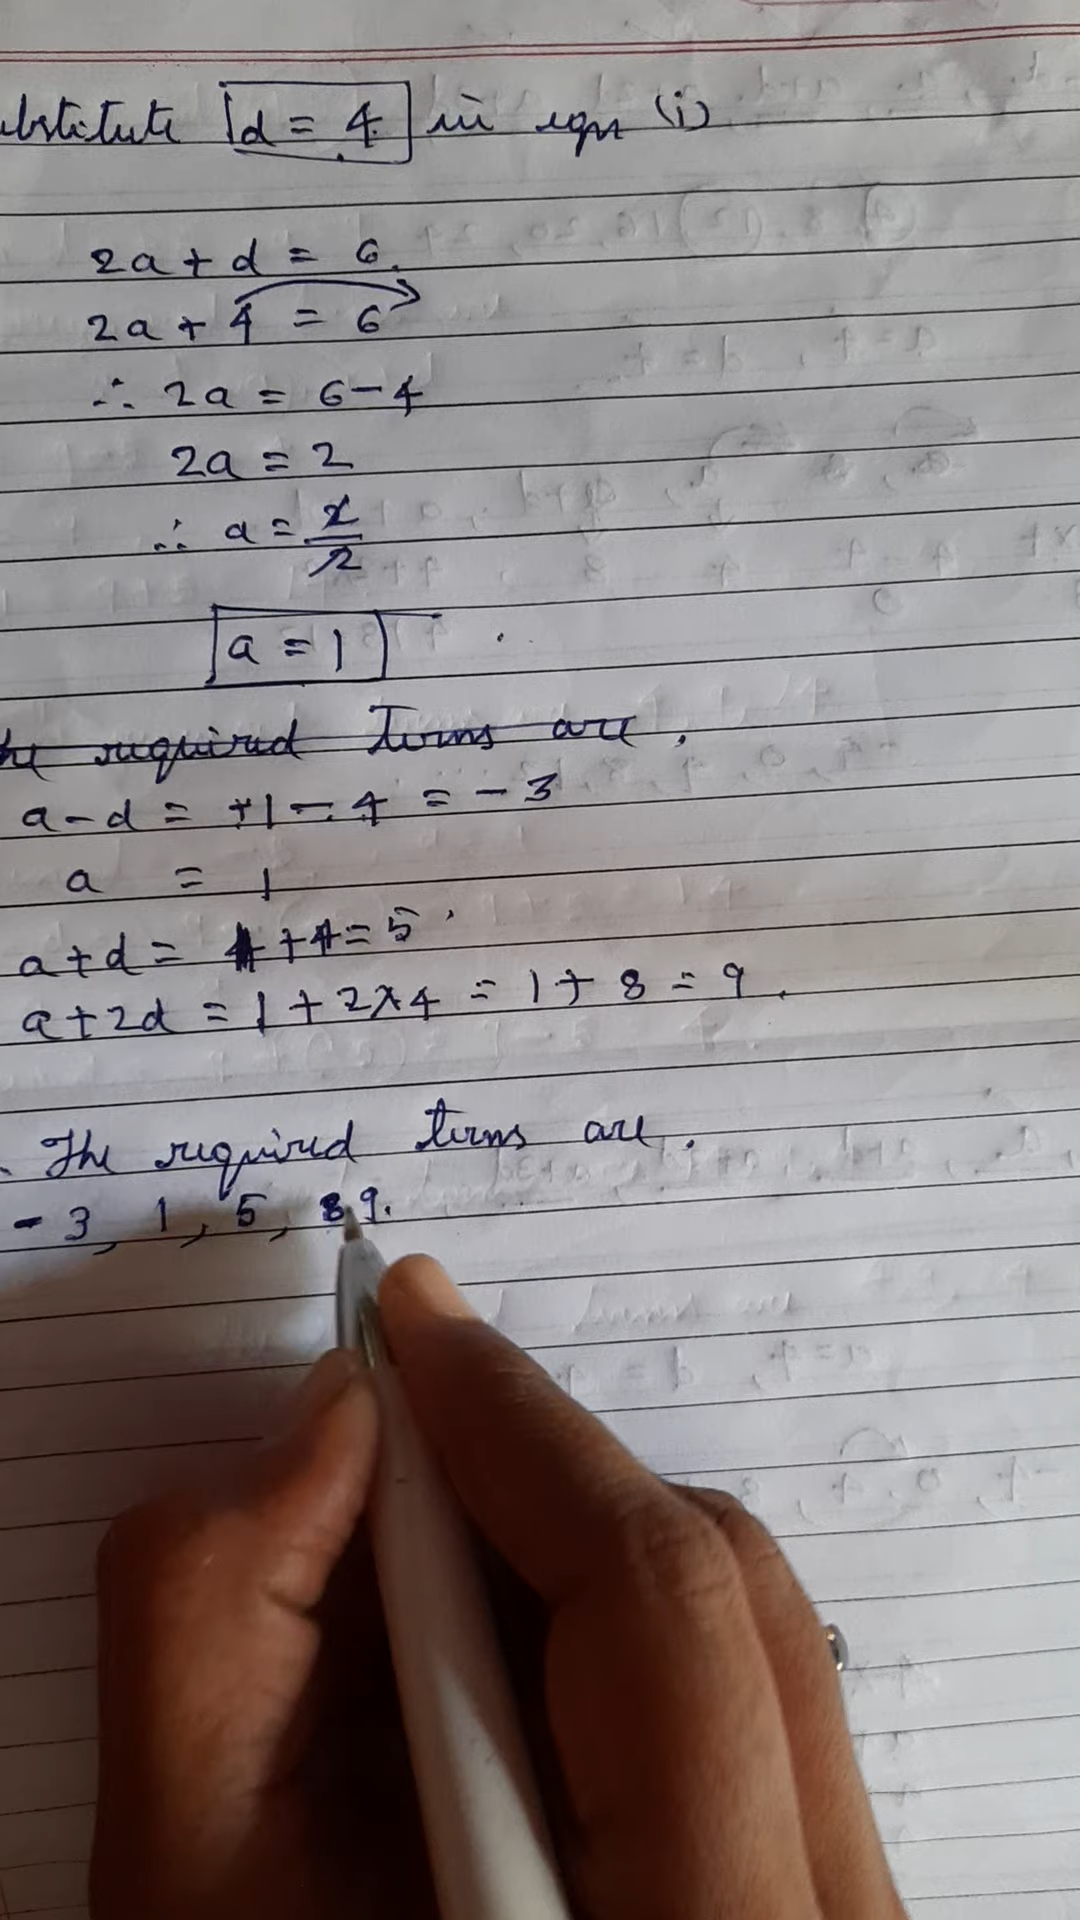 substitute d = 4 in eqn (i)
2a + d = 6.
2a + 4 = 6
∴ 2a = 6 - 4
2a = 2
∴ a = 2/2
a = 1
he required terms are,
a - d = +1 - 4 = -3
a = 1
a + d = 1 + 4 = 5
a + 2d = 1 + 2 × 4 = 1 + 8 = 9.
. The required terms are,
-3, 1, 5, 9.